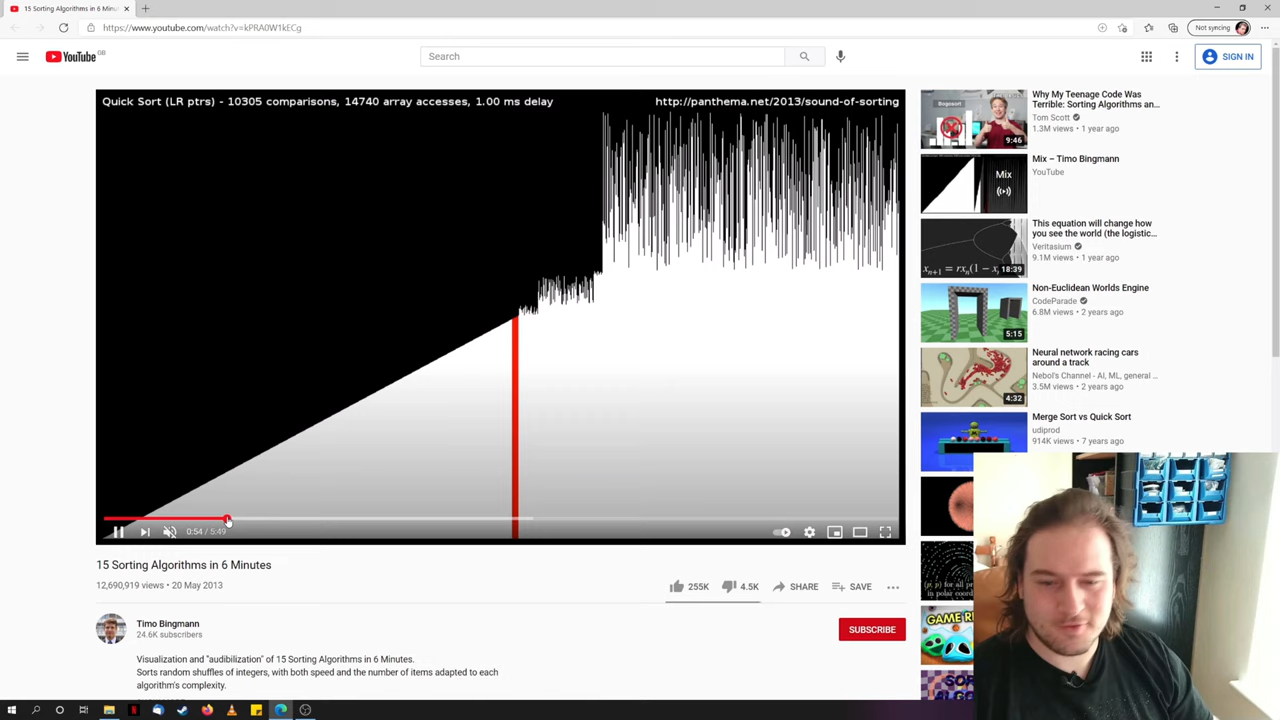 15 Sorting Algorithms in 6 Minut
https://www.youtube.com/watch?v=kPRA0W1kECg
Not syncing
YouTube GB
Search
SIGN IN
Quick Sort (LR ptrs) - 10305 comparisons, 14740 array accesses, 1.00 ms delay
http://panthema.net/2013/sound-of-sorting
0:54 / 5:49
15 Sorting Algorithms in 6 Minutes
12,690,919 views • 20 May 2013
255K
4.5K
SHARE
SAVE
Timo Bingmann
24.6K subscribers
SUBSCRIBE
Visualization and "audibilization" of 15 Sorting Algorithms in 6 Minutes.
Sorts random shuffles of integers, with both speed and the number of items adapted to each
algorithm's complexity.
Bogosort
9:46
Why My Teenage Code Was
Terrible: Sorting Algorithms an...
Tom Scott
1.3M views • 1 year ago
Mix
Mix – Timo Bingmann
YouTube
18:39
This equation will change how
you see the world (the logistic...
Veritasium
9.1M views • 1 year ago
5:15
Non-Euclidean Worlds Engine
CodeParade
6.8M views • 2 years ago
4:32
Neural network racing cars
around a track
Nebol's Channel - AI, ML, general ...
3.5M views • 2 years ago
Merge Sort vs Quick Sort
udiprod
914K views • 7 years ago
GAME